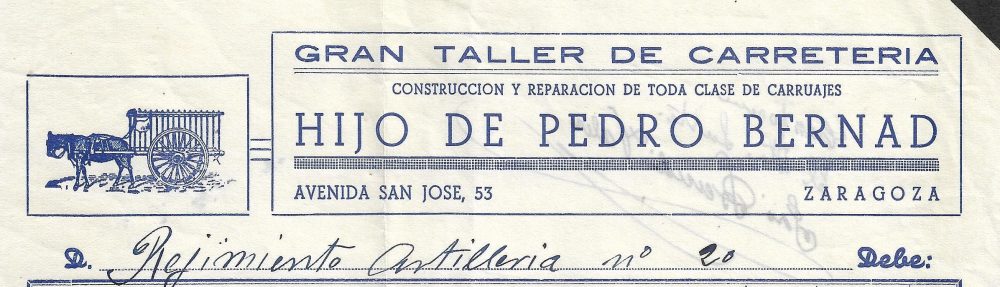 GRAN TALLER DE CARRETERIA
CONSTRUCCION Y REPARACION DE TODA CLASE DE CARRUAJES
HIJO DE PEDRO BERNAD
AVENIDA SAN JOSE, 53 ZARAGOZA
D. Rejimiento Artilleria nº 20 Debe: